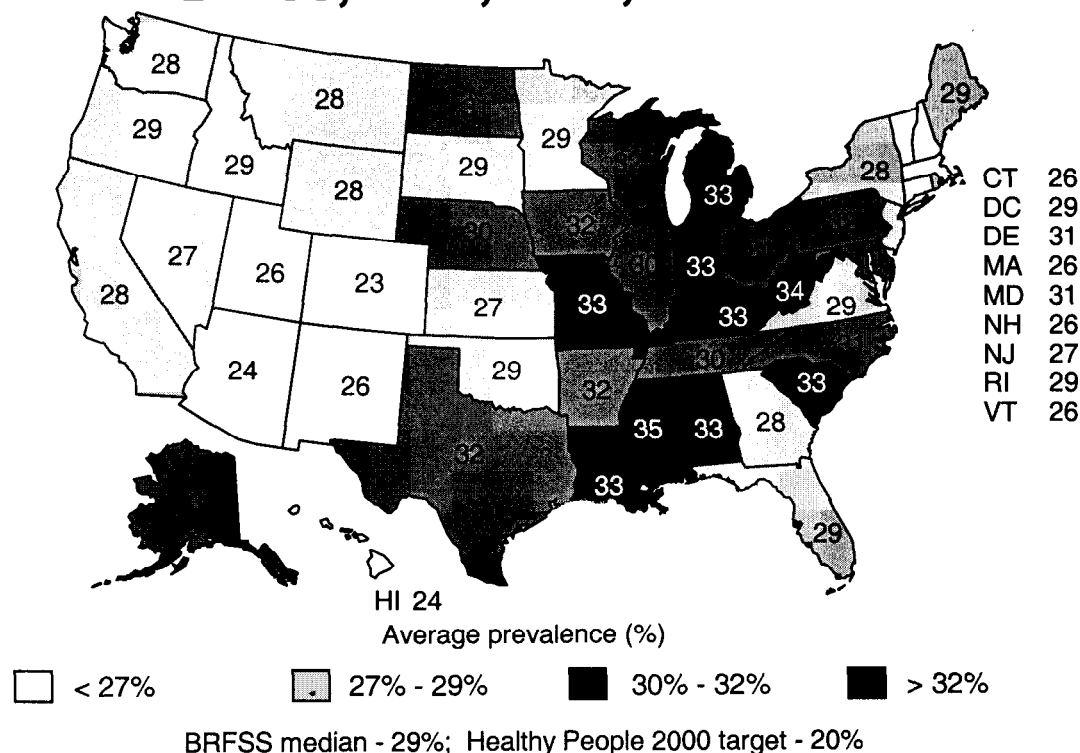 28
28
29
29
29
29
28
29
28
27
28
26
23
24
26
27
29
30
32
30
33
33
33
33
34
29
30
32
32
35
33
33
33
28
29
CT 26
DC 29
DE 31
MA 26
MD 31
NH 26
NJ 27
RI 29
VT 26
HI 24
Average prevalence (%)
< 27%
27% - 29%
30% - 32%
> 32%
BRFSS median - 29%; Healthy People 2000 target - 20%